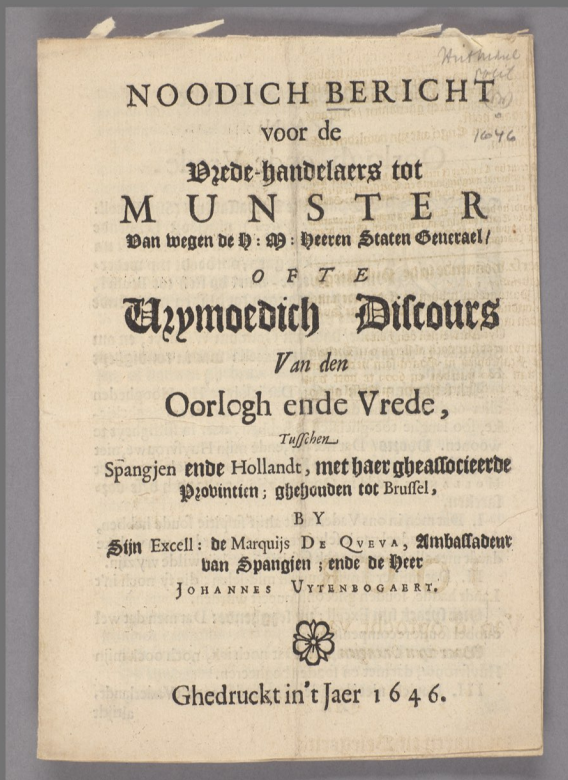 NOODICH BERICHT
voor de
Vrede-handelaers tot
MUNSTER
Van wegen de H: M: Heeren Staten Generael/
OFTE
Vrymoedich Discours
Van den
Oorlogh ende Vrede,
Tusschen
Spangjen ende Hollandt, met haer gheassocieerde
Provintien; ghehouden tot Brussel,
BY
Sijn Excell: de Marquijs DE QVEVA, Ambassadeur
van Spangien; ende de Heer
JOHANNES UYTENBOGAERT.
Ghedruckt in't Jaer 1646.
1646